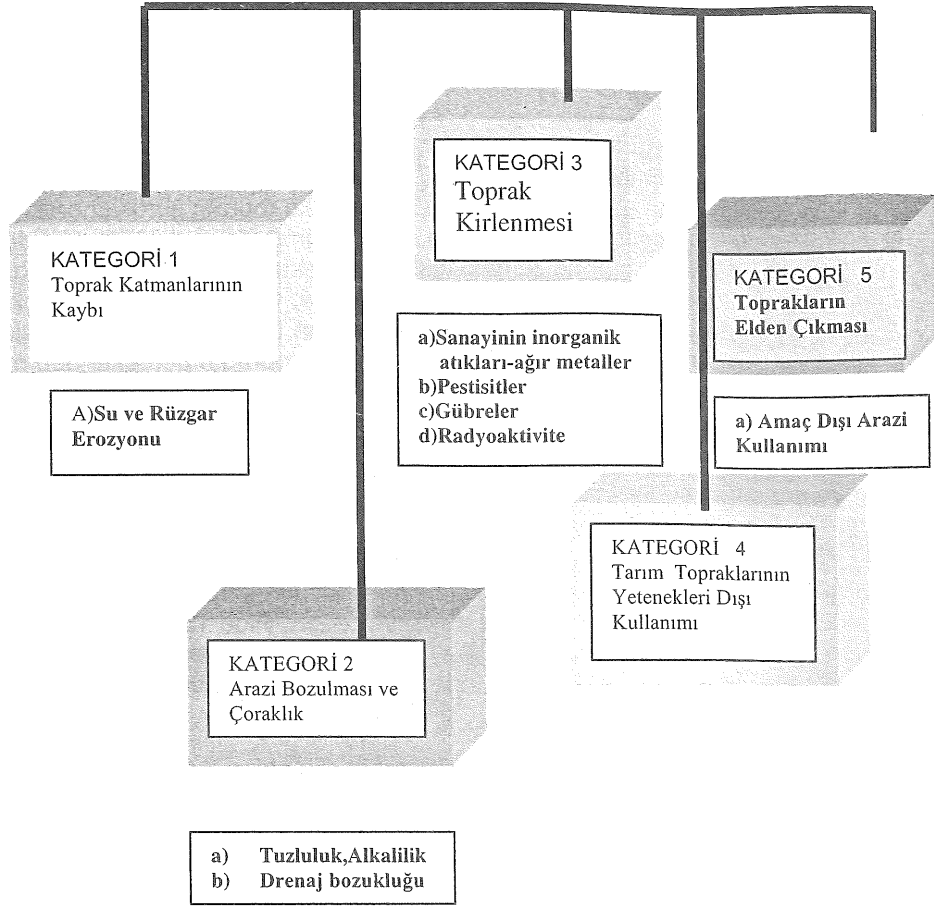 KATEGORİ 1
Toprak Katmanlarının
Kaybı
A)Su ve Rüzgar
Erozyonu
KATEGORİ 2
Arazi Bozulması ve
Çoraklık
a) Tuzluluk,Alkalilik
b) Drenaj bozukluğu
KATEGORİ 3
Toprak
Kirlenmesi
a)Sanayinin inorganik
atıkları-ağır metaller
b)Pestisitler
c)Gübreler
d)Radyoaktivite
KATEGORİ 4
Tarım Topraklarının
Yetenekleri Dışı
Kullanımı
KATEGORİ 5
Toprakların
Elden Çıkması
a) Amaç Dışı Arazi
Kullanımı